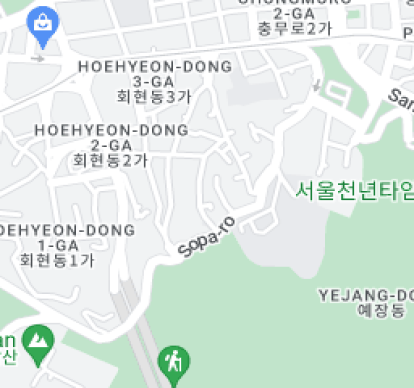 2-GA
충무로2가
HOEHYEON-DONG
3-GA
회현동3가
HOEHYEON-DONG
2-GA
회현동2가
서울천년타임
OEHYEON-DONG
1-GA
회현동1가
Sopa-ro
YEJANG-DO
예장동
an
산